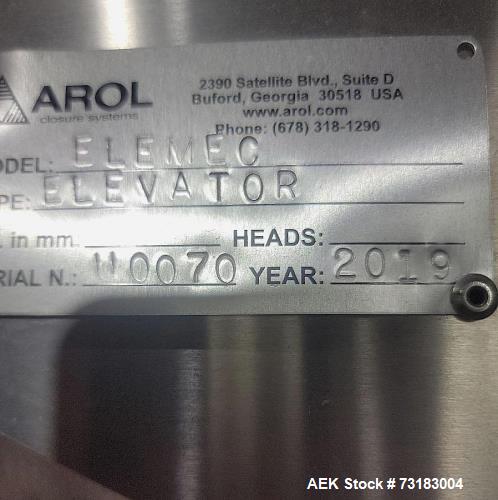 AROL
closure systems
2390 Satellite Blvd., Suite D
Buford, Georgia 30518 USA
www.arol.com
Phone: (678) 318-1290
ODEL: ELEMEC
PE: ELEVATOR
. in mm. HEADS:
RIAL N.: U0070 YEAR: 2019
AEK Stock # 73183004